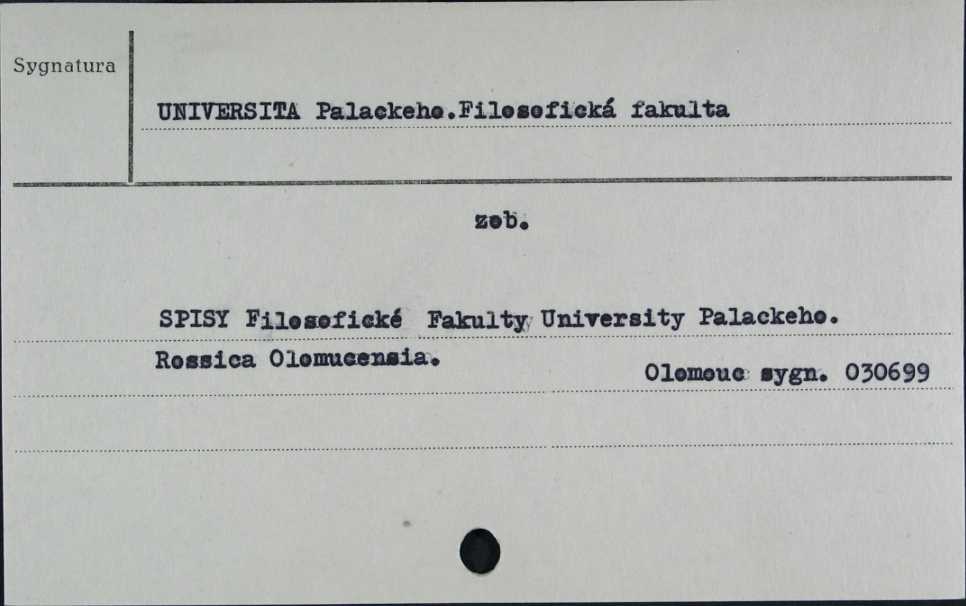 Sygnatura
UNIVERSITA Palackeho.Filosofická fakulta
zob.
SPISY Filosofické Fakulty University Palackeho.
Rossica Olomucensia.
Olomouc sygn. 030699